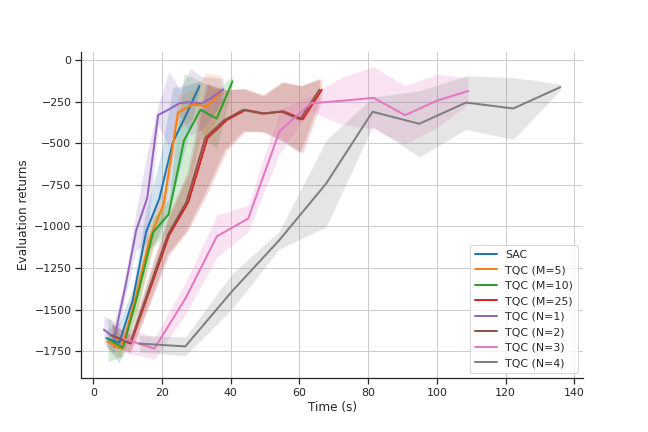 0
−250
−500
−750
−1000
−1250
−1500
−1750
Evaluation returns
SAC
TQC (M=5)
TQC (M=10)
TQC (M=25)
TQC (N=1)
TQC (N=2)
TQC (N=3)
TQC (N=4)
0 20 40 60 80 100 120 140
Time (s)